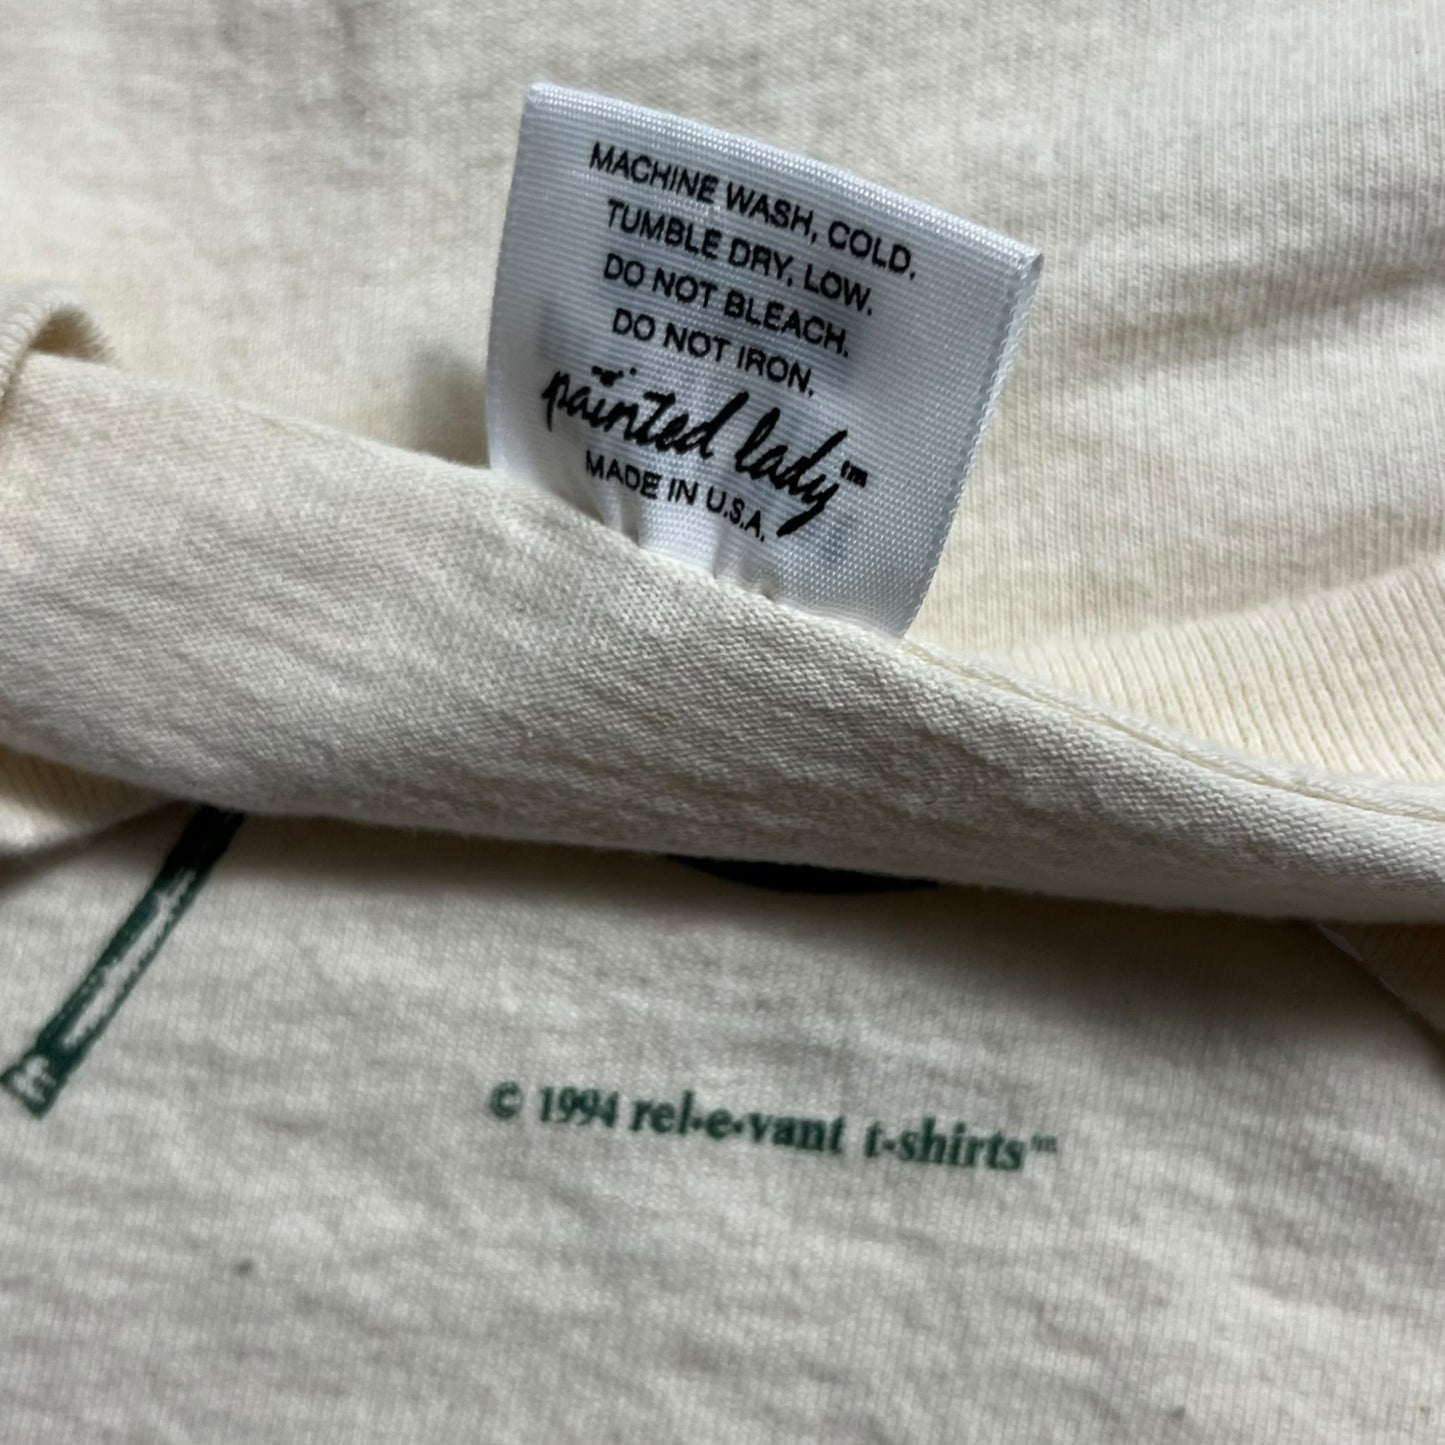 MACHINE WASH, COLD.
TUMBLE DRY, LOW.
DO NOT BLEACH.
DO NOT IRON.
painted lady™
MADE IN U.S.A.
© 1994 rel•e•vant t-shirts™